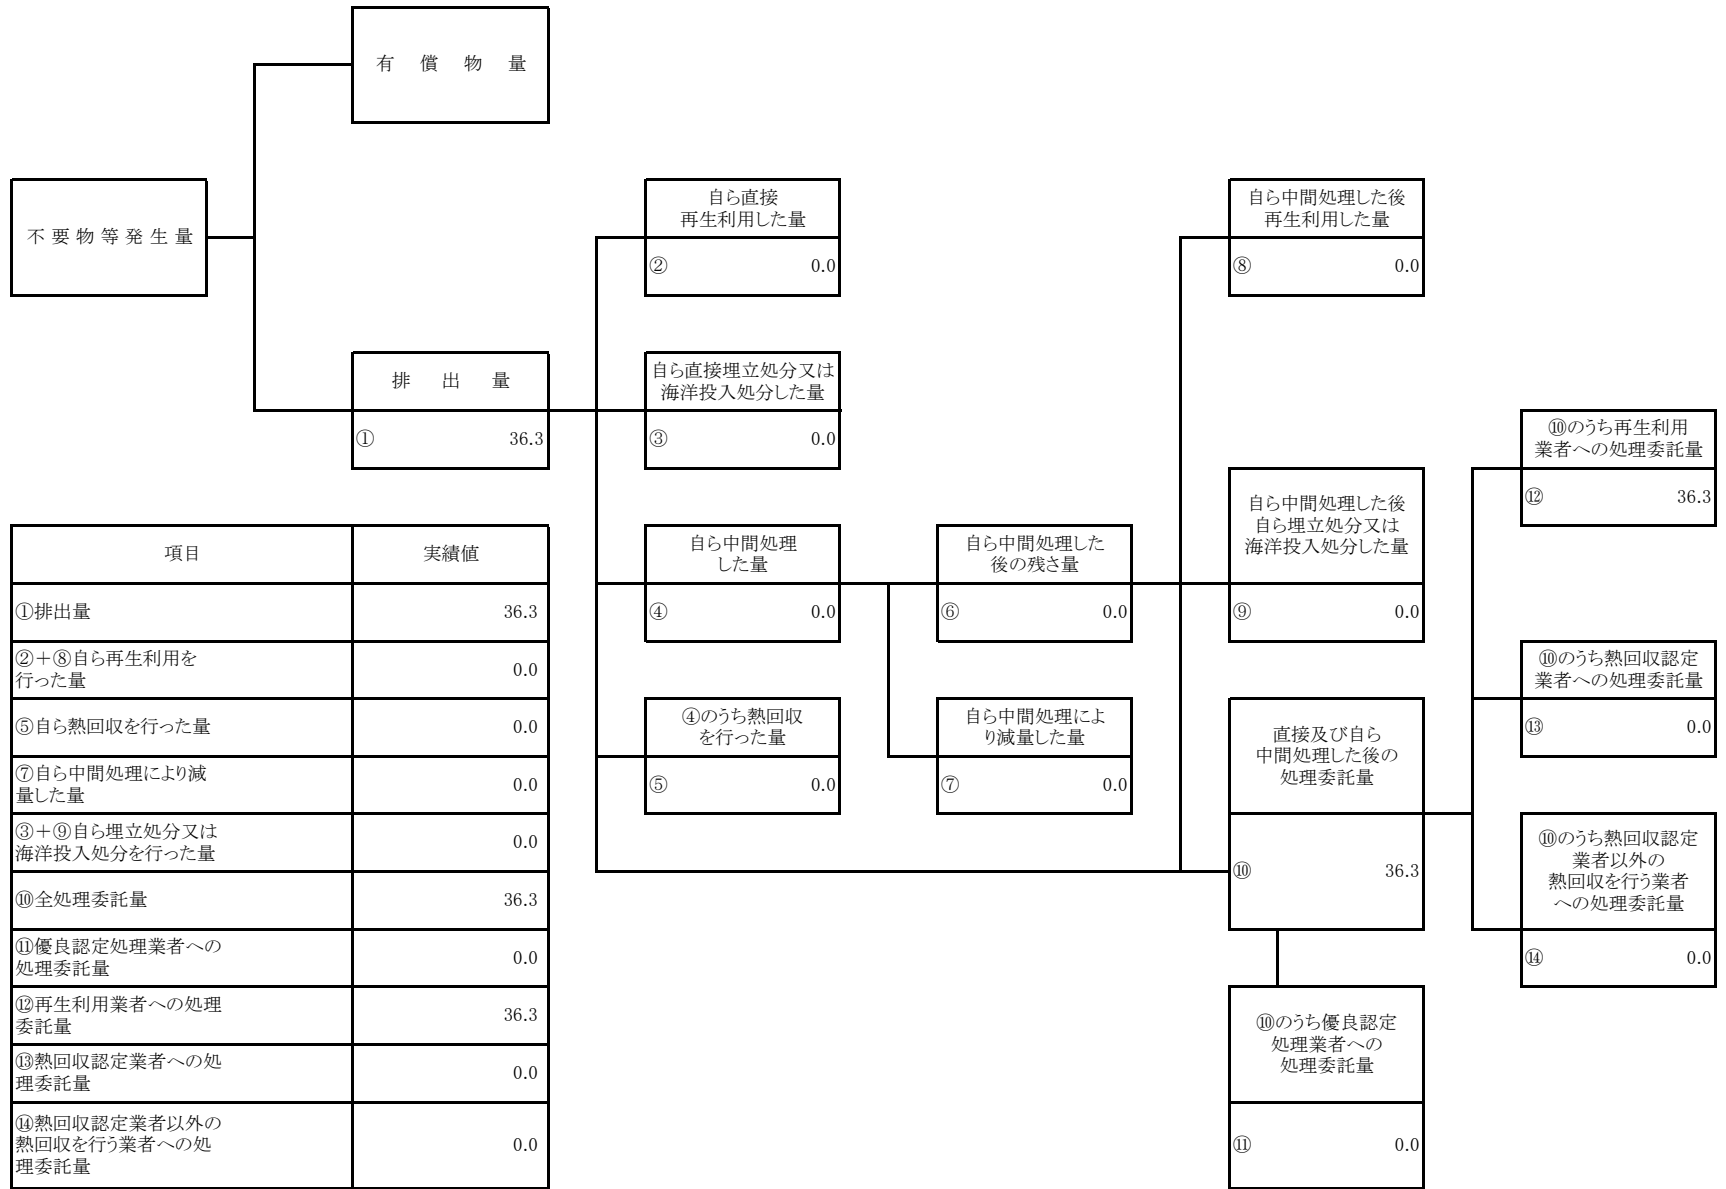 有償物量
不要物等発生量
排出量
① 36.3
自ら直接
再生利用した量
② 0.0
自ら直接埋立処分又は
海洋投入処分した量
③ 0.0
自ら中間処理
した量
④ 0.0
④のうち熱回収
を行った量
⑤ 0.0
自ら中間処理した
後の残さ量
⑥ 0.0
自ら中間処理によ
り減量した量
⑦ 0.0
自ら中間処理した後
再生利用した量
⑧ 0.0
自ら中間処理した後
自ら埋立処分又は
海洋投入処分した量
⑨ 0.0
直接及び自ら
中間処理した後の
処理委託量
⑩ 36.3
⑩のうち優良認定
処理業者への
処理委託量
⑪ 0.0
⑩のうち再生利用
業者への処理委託量
⑫ 36.3
⑩のうち熱回収認定
業者への処理委託量
⑬ 0.0
⑩のうち熱回収認定
業者以外の
熱回収を行う業者
への処理委託量
⑭ 0.0
項目 実績値
①排出量 36.3
②＋⑧自ら再生利用を
行った量 0.0
⑤自ら熱回収を行った量 0.0
⑦自ら中間処理により減
量した量 0.0
③＋⑨自ら埋立処分又は
海洋投入処分を行った量 0.0
⑩全処理委託量 36.3
⑪優良認定処理業者への
処理委託量 0.0
⑫再生利用業者への処理
委託量 36.3
⑬熱回収認定業者への処
理委託量 0.0
⑭熱回収認定業者以外の
熱回収を行う業者への処
理委託量 0.0